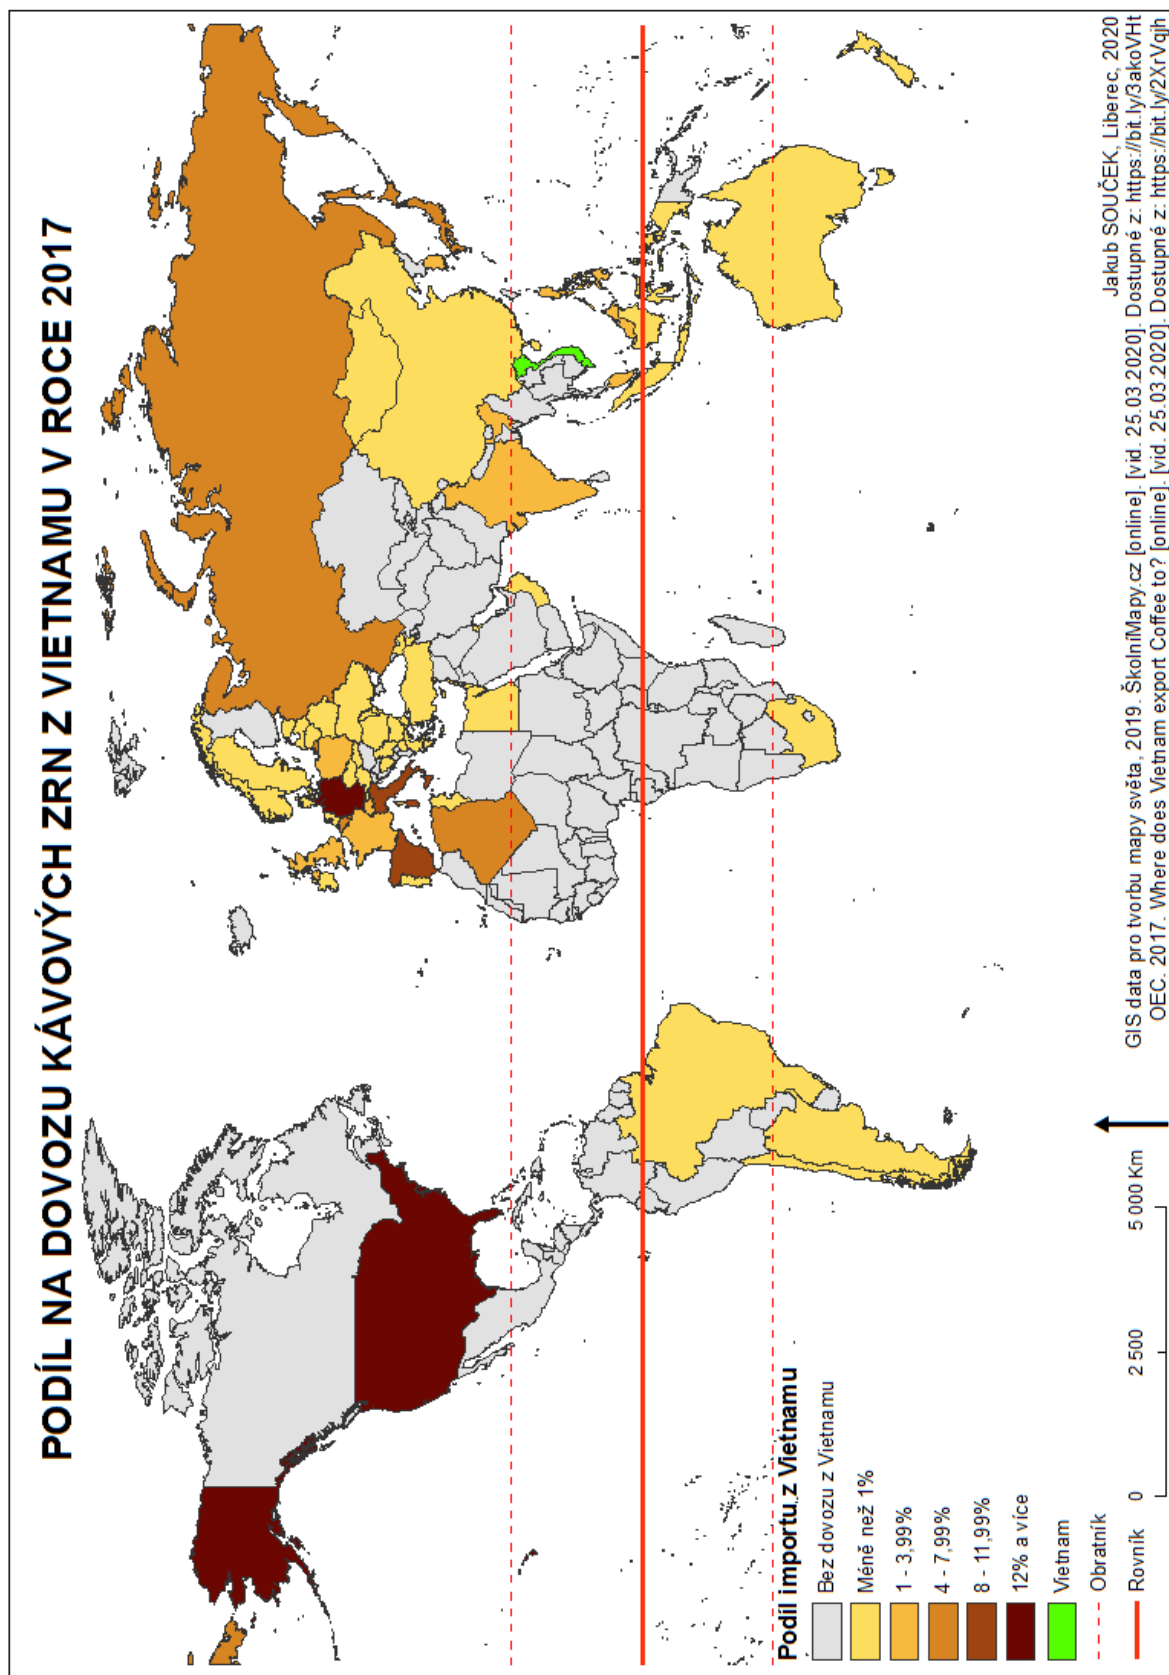 PODÍL NA DOVOZU KÁVOVÝCH ZRN Z VIETNAMU V ROCE 2017
Podíl importu z Vietnamu
Bez dovozu z Vietnamu
Méně než 1%
1 - 3,99%
4 - 7,99%
8 - 11,99%
12% a více
Vietnam
Obratník
Rovník
0 2 500 5 000 Km
Jakub SOUČEK, Liberec, 2020
GIS data pro tvorbu mapy světa, 2019. ŠkolniMapy.cz [online]. [vid. 25.03.2020]. Dostupné z: https://bit.ly/3akoVHt
OEC. 2017. Where does Vietnam export Coffee to? [online]. [vid. 25.03.2020]. Dostupné z: https://bit.ly/2XrVqjh